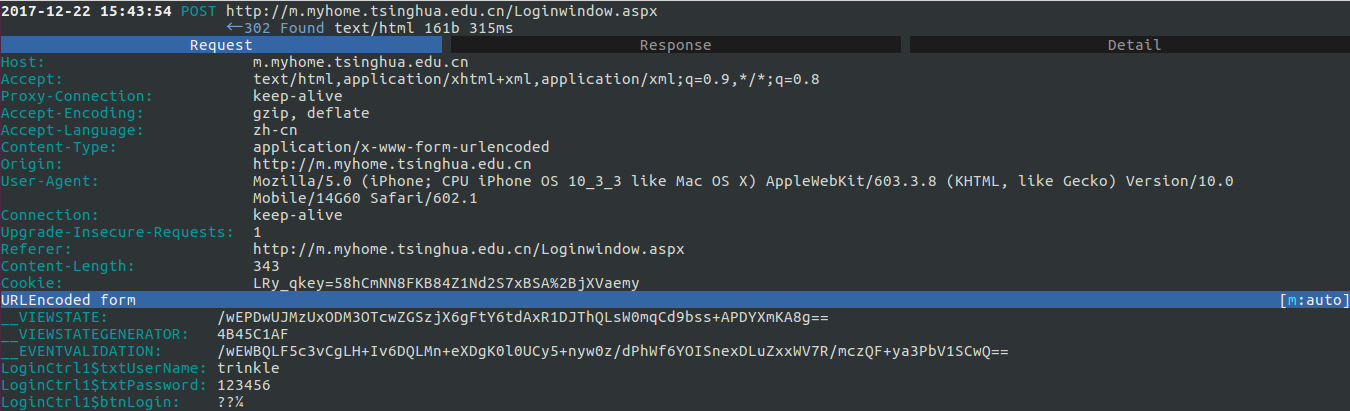 2017-12-22 15:43:54 POST http://m.myhome.tsinghua.edu.cn/Loginwindow.aspx
←302 Found text/html 161b 315ms
Request Response Detail
Host: m.myhome.tsinghua.edu.cn
Accept: text/html,application/xhtml+xml,application/xml;q=0.9,*/*;q=0.8
Proxy-Connection: keep-alive
Accept-Encoding: gzip, deflate
Accept-Language: zh-cn
Content-Type: application/x-www-form-urlencoded
Origin: http://m.myhome.tsinghua.edu.cn
User-Agent: Mozilla/5.0 (iPhone; CPU iPhone OS 10_3_3 like Mac OS X) AppleWebKit/603.3.8 (KHTML, like Gecko) Version/10.0
Mobile/14G60 Safari/602.1
Connection: keep-alive
Upgrade-Insecure-Requests: 1
Referer: http://m.myhome.tsinghua.edu.cn/Loginwindow.aspx
Content-Length: 343
Cookie: LRy_qkey=58hCmNN8FKB84Z1Nd2S7xBSA%2BjXVaemy
URLEncoded form [m:auto]
__VIEWSTATE: /wEPDwUJMzUxODM3OTcwZGSzjX6gFtY6tdAxR1DJThQLsW0mqCd9bss+APDYXmKA8g==
__VIEWSTATEGENERATOR: 4B45C1AF
__EVENTVALIDATION: /wEWBQLF5c3vCgLH+Iv6DQLMn+eXDgK0l0UCy5+nyw0z/dPhWf6YOISnexDLuZxxWV7R/mczQF+ya3PbV1SCwQ==
LoginCtrl1$txtUserName: trinkle
LoginCtrl1$txtPassword: 123456
LoginCtrl1$btnLogin: ??¼